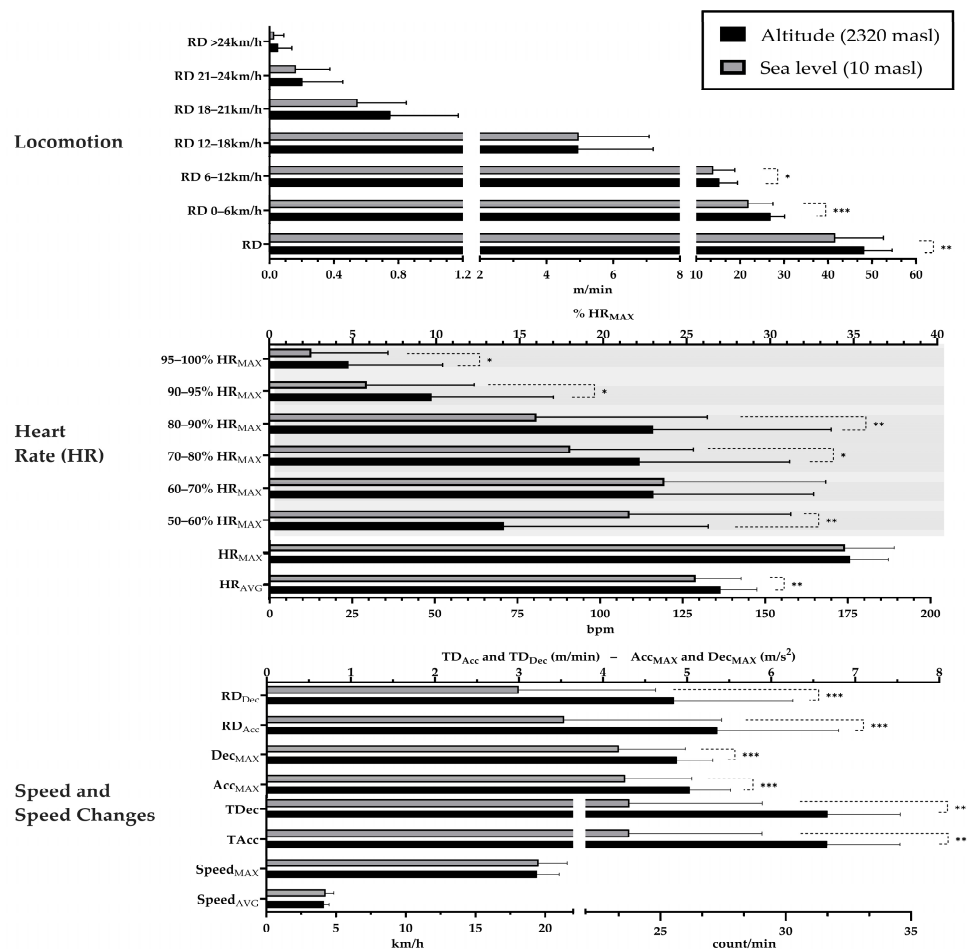 Altitude (2320 masl)
Sea level (10 masl)
Locomotion
RD >24km/h
RD 21–24km/h
RD 18–21km/h
RD 12–18km/h
RD 6–12km/h
*
RD 0–6km/h
***
RD
**
0.0 0.4 0.8 1.2 2 4 6 8 10 20 30 40 50 60
m/min
% HRMAX
0 5 10 15 20 25 30 35 40
Heart
Rate (HR)
95–100% HRMAX
*
90–95% HRMAX
*
80–90% HRMAX
**
70–80% HRMAX
*
60–70% HRMAX
50–60% HRMAX
**
HRMAX
HRAVG
**
0 25 50 75 100 125 150 175 200
bpm
TDAcc and TDDec (m/min) – AccMAX and DecMAX (m/s2)
0 1 2 3 4 5 6 7 8
Speed and
Speed Changes
RDDec
***
RDAcc
***
DecMAX
***
AccMAX
***
TDec
**
TAcc
**
SpeedMAX
SpeedAVG
0 5 10 15 20 25 30 35
km/h
count/min